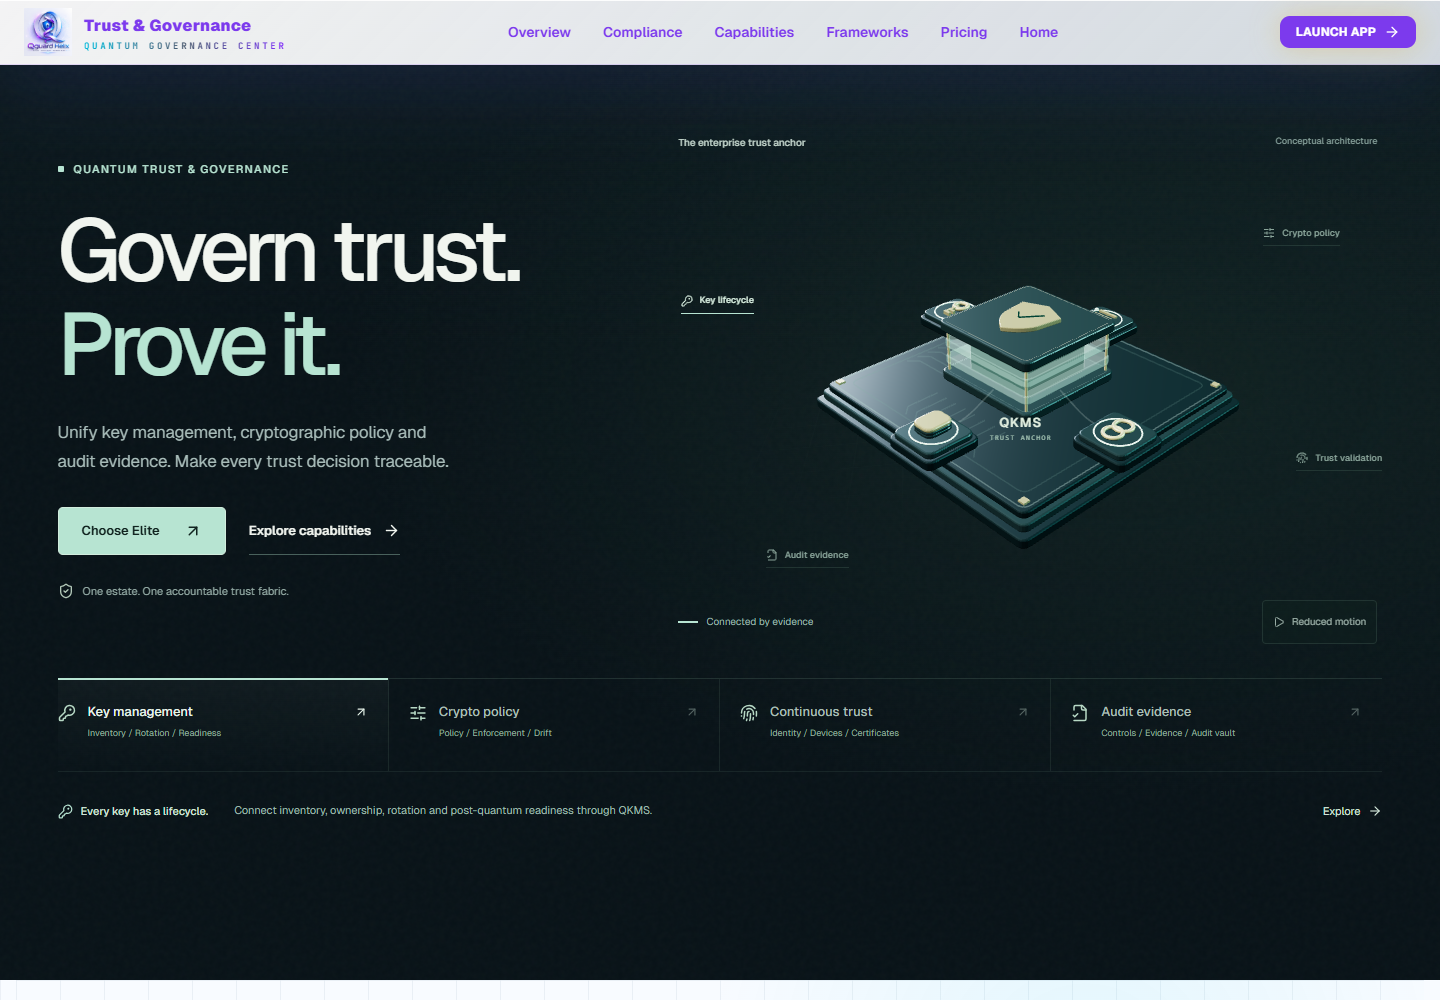 Qguard Helix
Trust & Governance
QUANTUM GOVERNANCE CENTER
Overview
Compliance
Capabilities
Frameworks
Pricing
Home
LAUNCH APP
QUANTUM TRUST & GOVERNANCE
Govern trust.
Prove it.
Unify key management, cryptographic policy and
audit evidence. Make every trust decision traceable.
Choose Elite
Explore capabilities
One estate. One accountable trust fabric.
The enterprise trust anchor
Conceptual architecture
Crypto policy
Key lifecycle
QKMS
TRUST ANCHOR
Trust validation
Audit evidence
Connected by evidence
Reduced motion
Key management
Inventory / Rotation / Readiness
Crypto policy
Policy / Enforcement / Drift
Continuous trust
Identity / Devices / Certificates
Audit evidence
Controls / Evidence / Audit vault
Every key has a lifecycle.
Connect inventory, ownership, rotation and post-quantum readiness through QKMS.
Explore